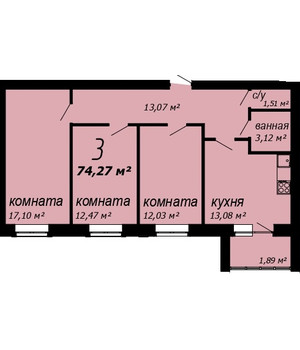 с/у
1,51 м²
13,07 м²
ванная
3,12 м²
3
74,27 м²
комната
17,10 м²
комната
12,47 м²
комната
12,03 м²
кухня
13,08 м²
1,89 м²